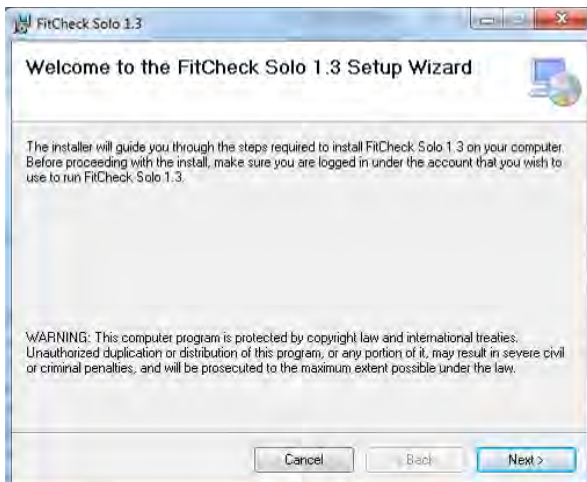 FitCheck Solo 1.3
Welcome to the FitCheck Solo 1.3 Setup Wizard
The installer will guide you through the steps required to install FitCheck Solo 1.3 on your computer.
Before proceeding with the install, make sure you are logged in under the account that you wish to
use to run FitCheck Solo 1.3.
WARNING: This computer program is protected by copyright law and international treaties.
Unauthorized duplication or distribution of this program, or any portion of it, may result in severe civil
or criminal penalties, and will be prosecuted to the maximum extent possible under the law.
Cancel < Back Next >